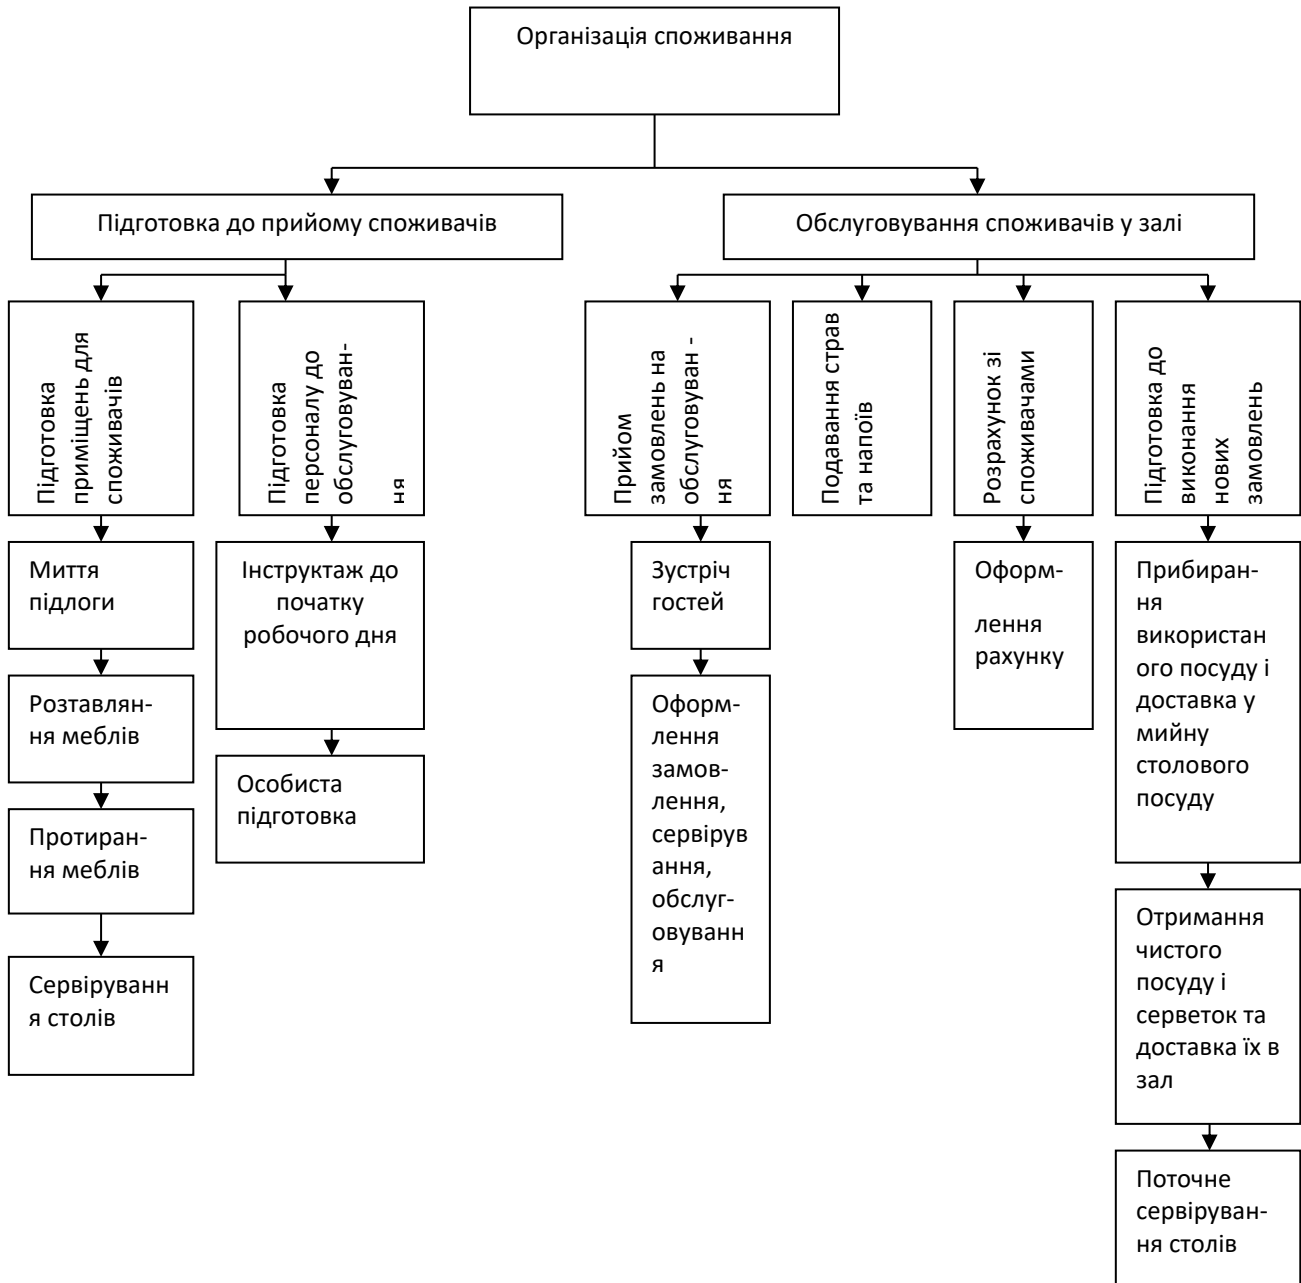 Організація споживання
Підготовка до прийому споживачів
Обслуговування споживачів у залі
Підготовка
приміщень для
споживачів
Підготовка
персоналу до
обслуговуван-
ня
Прийом
замовлень на
обслуговуван -
ня
Подавання страв
та напоїв
Розрахунок зі
споживачами
Підготовка до
виконання
нових
замовлень
Миття
підлоги
Розтавлян-
ня меблів
Протиран-
ня меблів
Сервіруванн
я столів
Інструктаж до
початку
робочого дня
Особиста
підготовка
Зустріч
гостей
Оформ-
лення
замов-
лення,
сервірув
ання,
обслуг-
овуванн
я
Оформ-
лення
рахунку
Прибиран-
ня
використан
ого посуду і
доставка у
мийну
столового
посуду
Отримання
чистого
посуду і
серветок та
доставка їх в
зал
Поточне
сервіруван-
ня столів